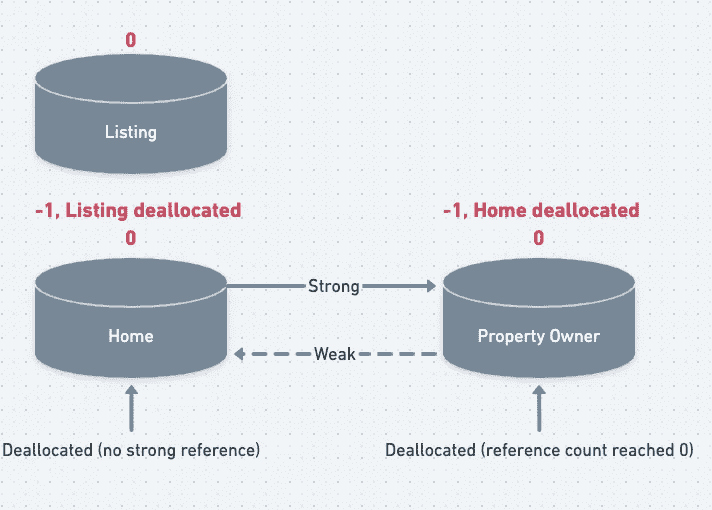 0
Listing
-1, Listing deallocated
0
-1, Home deallocated
0
Strong
Home
Property Owner
Weak
Deallocated (no strong reference)
Deallocated (reference count reached 0)